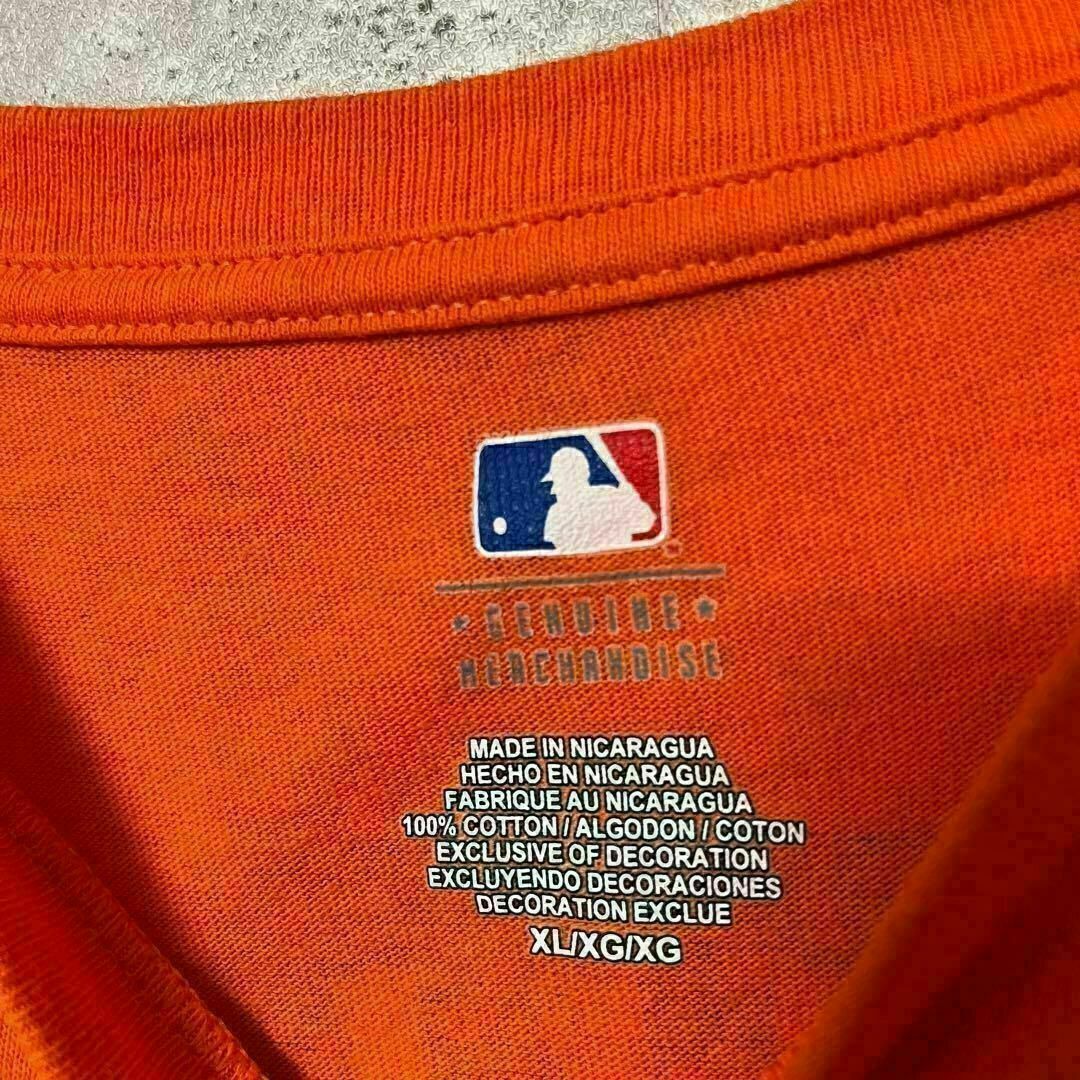 GENUINE
MERCHANDISE
MADE IN NICARAGUA
HECHO EN NICARAGUA
FABRIQUE AU NICARAGUA
100% COTTON / ALGODON / COTON
EXCLUSIVE OF DECORATION
EXCLUYENDO DECORACIONES
DECORATION EXCLUE
XL/XG/XG